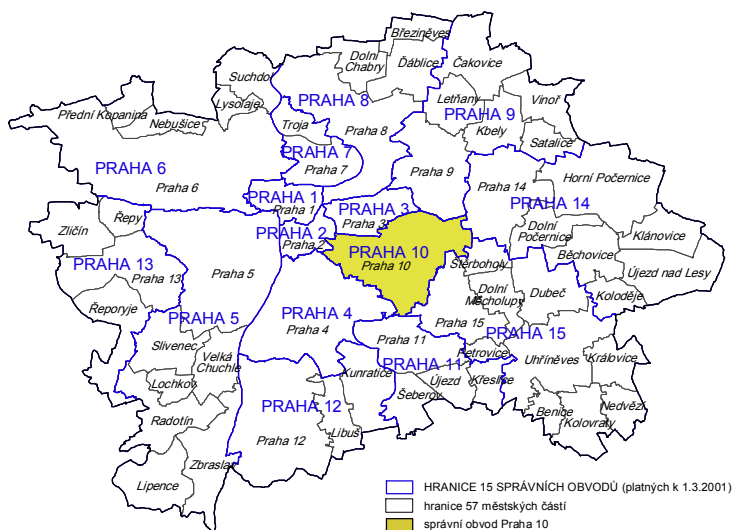 Březiněves
Dolní
Chabry
Ďáblice
Čakovice
Suchdol
Lysolaje
PRAHA 8
Letňany
PRAHA 9
Vinoř
Přední Kopanina
Nebušice
Troja
Praha 8
Kbely
Satalice
PRAHA 7
Praha 7
PRAHA 6
Praha 6
Praha 9
Praha 14
Horní Počernice
PRAHA 1
Praha 1
PRAHA 3
Praha 3
PRAHA 14
Řepy
Zličín
PRAHA 2
Praha 2
PRAHA 10
Praha 10
Dolní
Počernice
Klánovice
Běchovice
PRAHA 13
Praha 13
Praha 5
Štěrboholy
Újezd nad Lesy
Dolní
Měcholupy
Dubeč
Koloděje
Řeporyje
PRAHA 5
PRAHA 4
Praha 4
Praha 15
PRAHA 15
Slivenec
Praha 11
Petrovice
Uhříněves
Královice
Velká
Chuchle
PRAHA 11
Kunratice
Lochkov
Újezd
Křeslice
Šeberov
PRAHA 12
Nedvězí
Benice
Kolovraty
Radotín
Praha 12
Libuš
Zbraslav
Lipence
HRANICE 15 SPRÁVNÍCH OBVODŮ (platných k 1.3.2001)
hranice 57 městských částí
správní obvod Praha 10